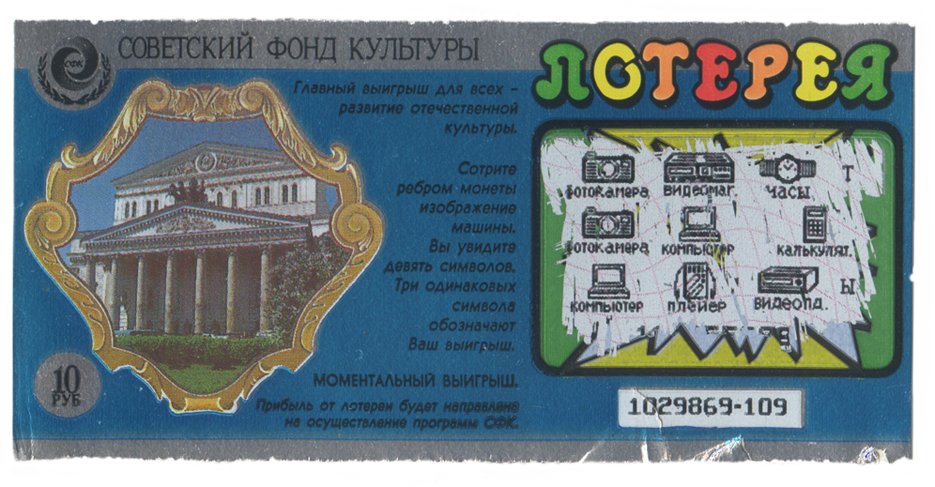 СФК
СОВЕТСКИЙ ФОНД КУЛЬТУРЫ
ЛОТЕРЕЯ
Главный выигрыш для всех –
развитие отечественной
культуры.
Сотрите
ребром монеты
изображение
машины.
Вы увидите
девять символов.
Три одинаковых
символа
обозначают
Ваш выигрыш.
МОМЕНТАЛЬНЫЙ ВЫИГРЫШ.
Прибыль от лотереи будет направлена
на осуществление программ СФК.
10
РУБ
фотокамера видеомаг. часы Т
фотокамера компьютер калькулят.
компьютер плейер видеопд. Ы
1029869-109